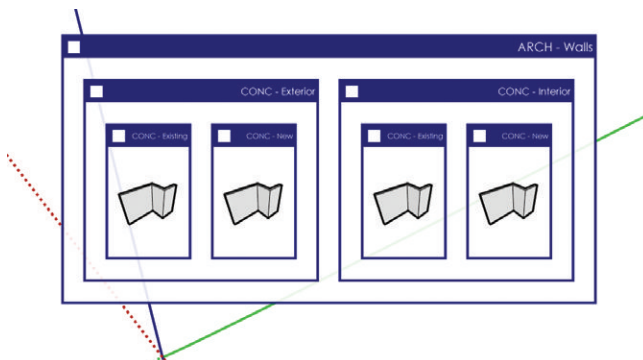 ARCH - Walls
CONC - Exterior
CONC - Interior
CONC - Existing
CONC - New
CONC - Existing
CONC - New